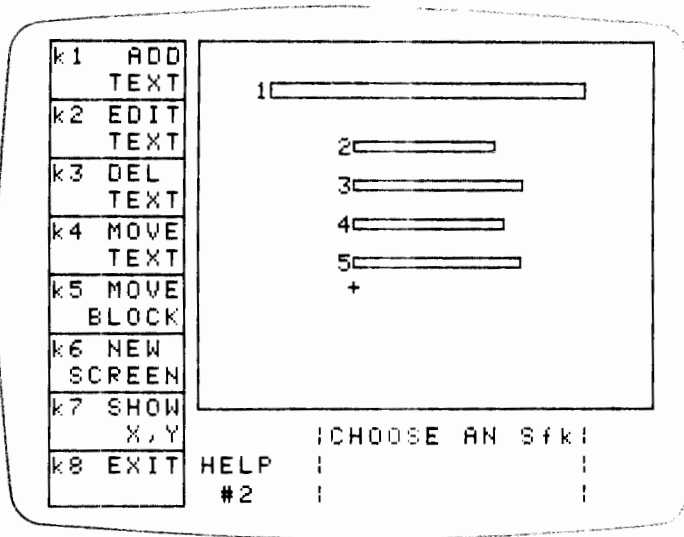 k1 ADD
TEXT
k2 EDIT
TEXT
k3 DEL
TEXT
k4 MOVE
TEXT
k5 MOVE
BLOCK
k6 NEW
SCREEN
k7 SHOW
X,Y
k8 EXIT
1
2
3
4
5
+
CHOOSE AN Sfk
HELP
#2